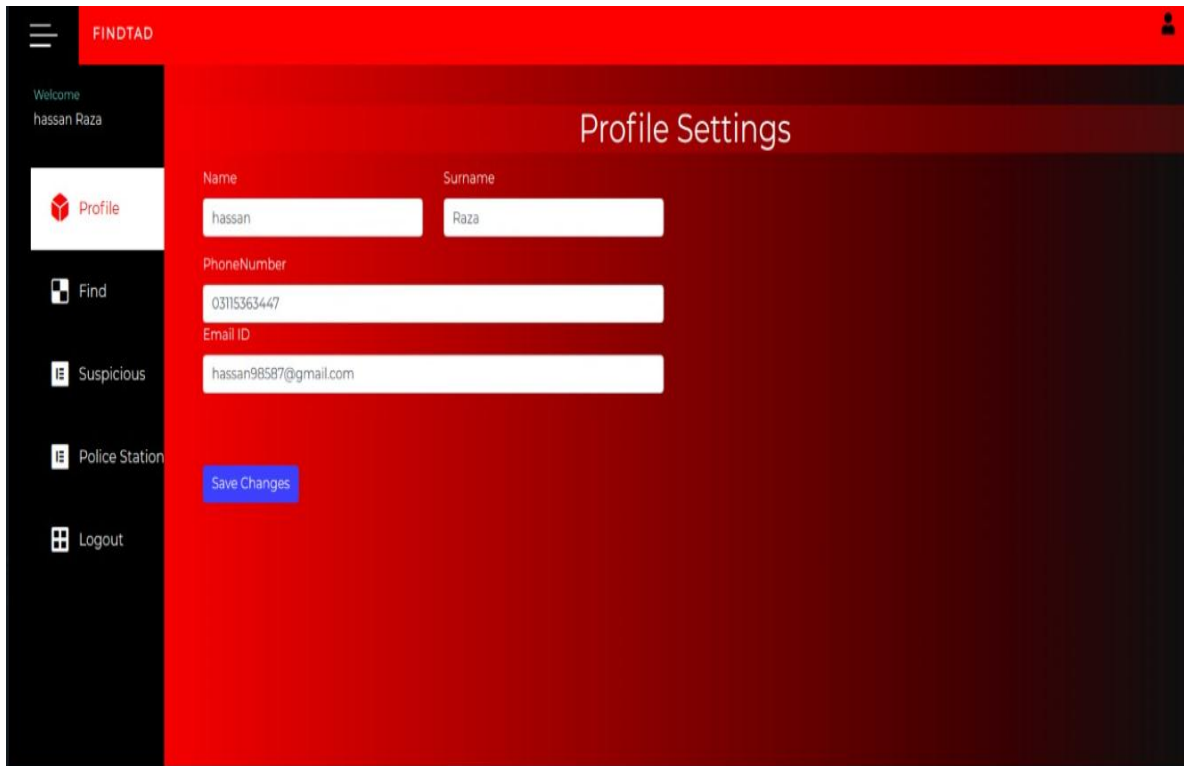 FINDTAD
Welcome
hassan Raza
Profile
Find
Suspicious
Police Station
Logout
Profile Settings
Name Surname
hassan Raza
PhoneNumber
03115363447
Email ID
hassan98587@gmail.com
Save Changes